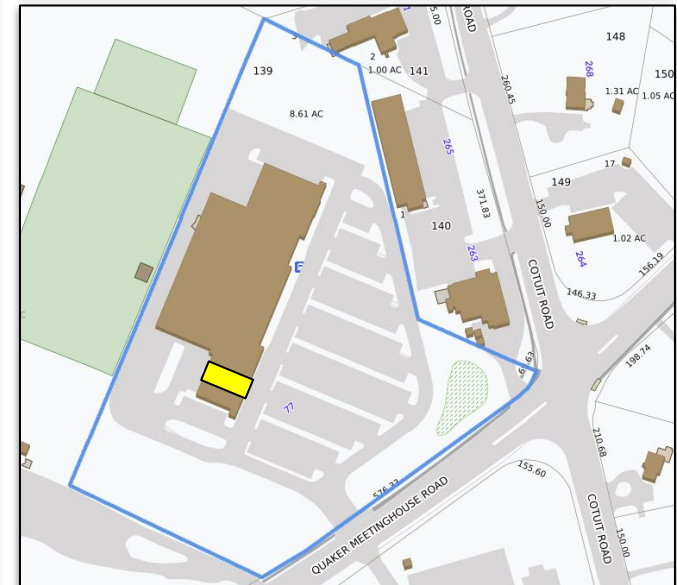 5.00
ROAD
148
139
2
1.00 AC
141
268
1.31 AC
150
1.05 AC
260.45
8.61 AC
265
17
149
371.83
150.00
1
140
264
1.02 AC
263
156.19
COTUIT ROAD
146.33
198.74
77
210.68
155.60
576.33
QUAKER MEETINGHOUSE ROAD
COTUIT ROAD
150.00